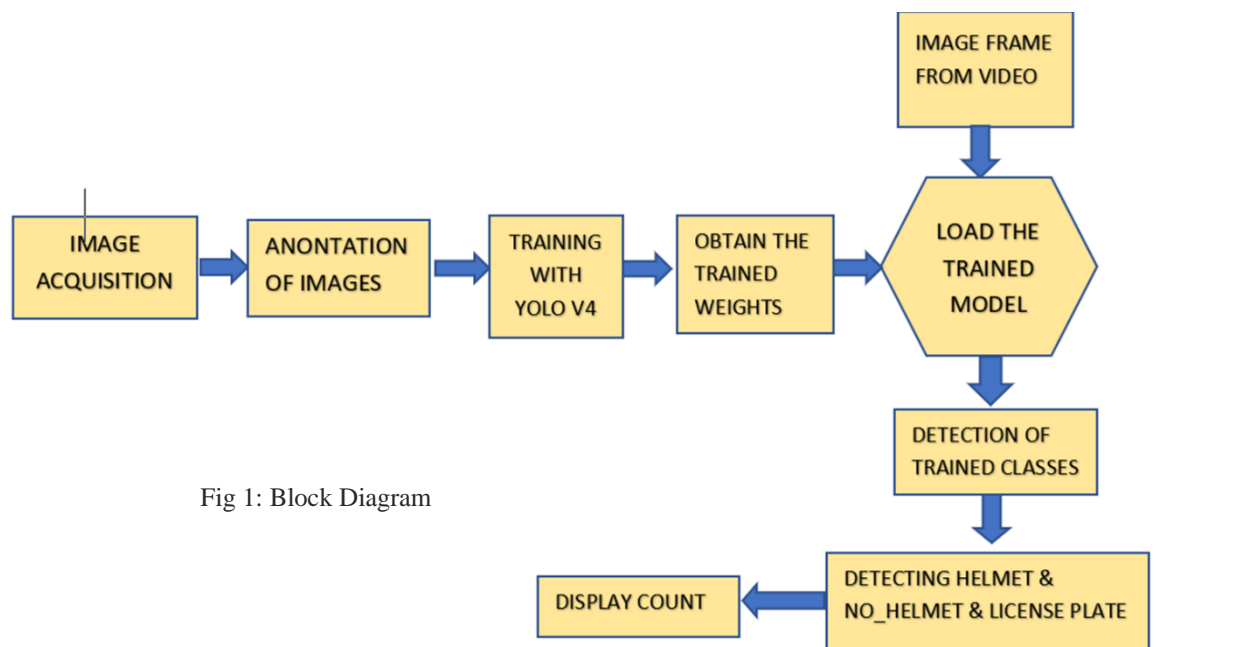 IMAGE FRAME
FROM VIDEO
IMAGE
ACQUISITION
ANONTATION
OF IMAGES
TRAINING
WITH
YOLO V4
OBTAIN THE
TRAINED
WEIGHTS
LOAD THE
TRAINED
MODEL
DETECTION OF
TRAINED CLASSES
Fig 1: Block Diagram
DETECTING HELMET &
NO_HELMET & LICENSE PLATE
DISPLAY COUNT